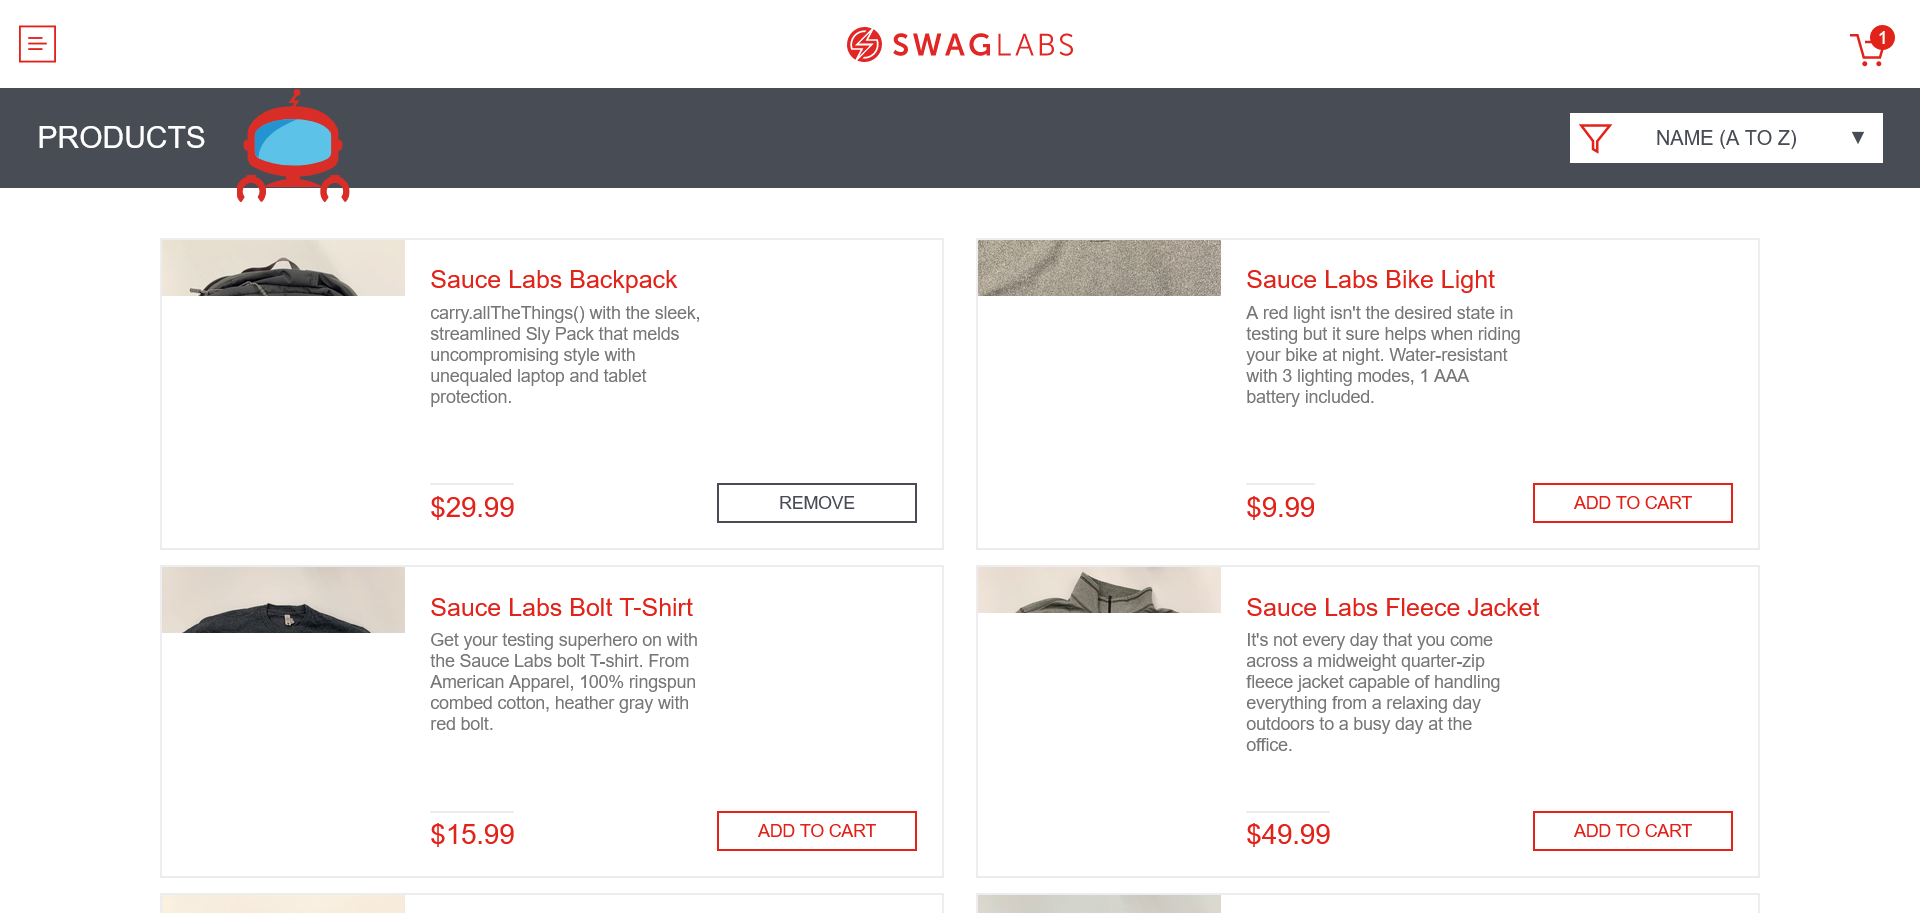 SWAGLABS
1
PRODUCTS
NAME (A TO Z)
Sauce Labs Backpack
carry.allTheThings() with the sleek,
streamlined Sly Pack that melds
uncompromising style with
unequaled laptop and tablet
protection.
$29.99
REMOVE
Sauce Labs Bike Light
A red light isn't the desired state in
testing but it sure helps when riding
your bike at night. Water-resistant
with 3 lighting modes, 1 AAA
battery included.
$9.99
ADD TO CART
Sauce Labs Bolt T-Shirt
Get your testing superhero on with
the Sauce Labs bolt T-shirt. From
American Apparel, 100% ringspun
combed cotton, heather gray with
red bolt.
$15.99
ADD TO CART
Sauce Labs Fleece Jacket
It's not every day that you come
across a midweight quarter-zip
fleece jacket capable of handling
everything from a relaxing day
outdoors to a busy day at the
office.
$49.99
ADD TO CART